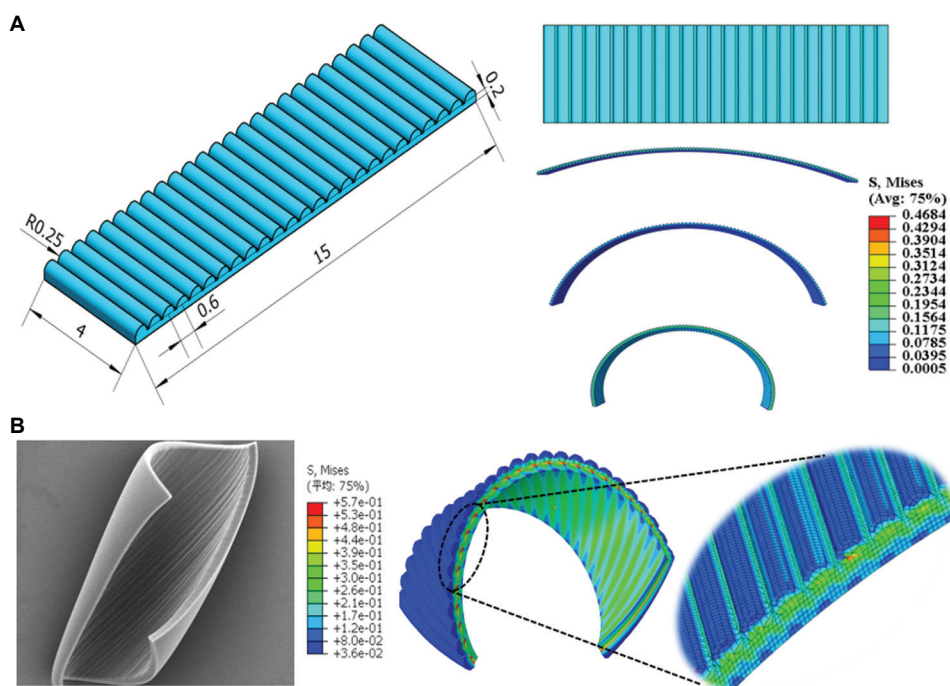 A
0.2
R0.25
15
0.6
4
S, Mises
(Avg: 75%)
0.4684
0.4294
0.3904
0.3514
0.3124
0.2734
0.2344
0.1954
0.1564
0.1175
0.0785
0.0395
0.0005
B
S, Mises
(平均: 75%)
+5.7e-01
+5.3e-01
+4.8e-01
+4.4e-01
+3.9e-01
+3.5e-01
+3.0e-01
+2.6e-01
+2.1e-01
+1.7e-01
+1.2e-01
+8.0e-02
+3.6e-02